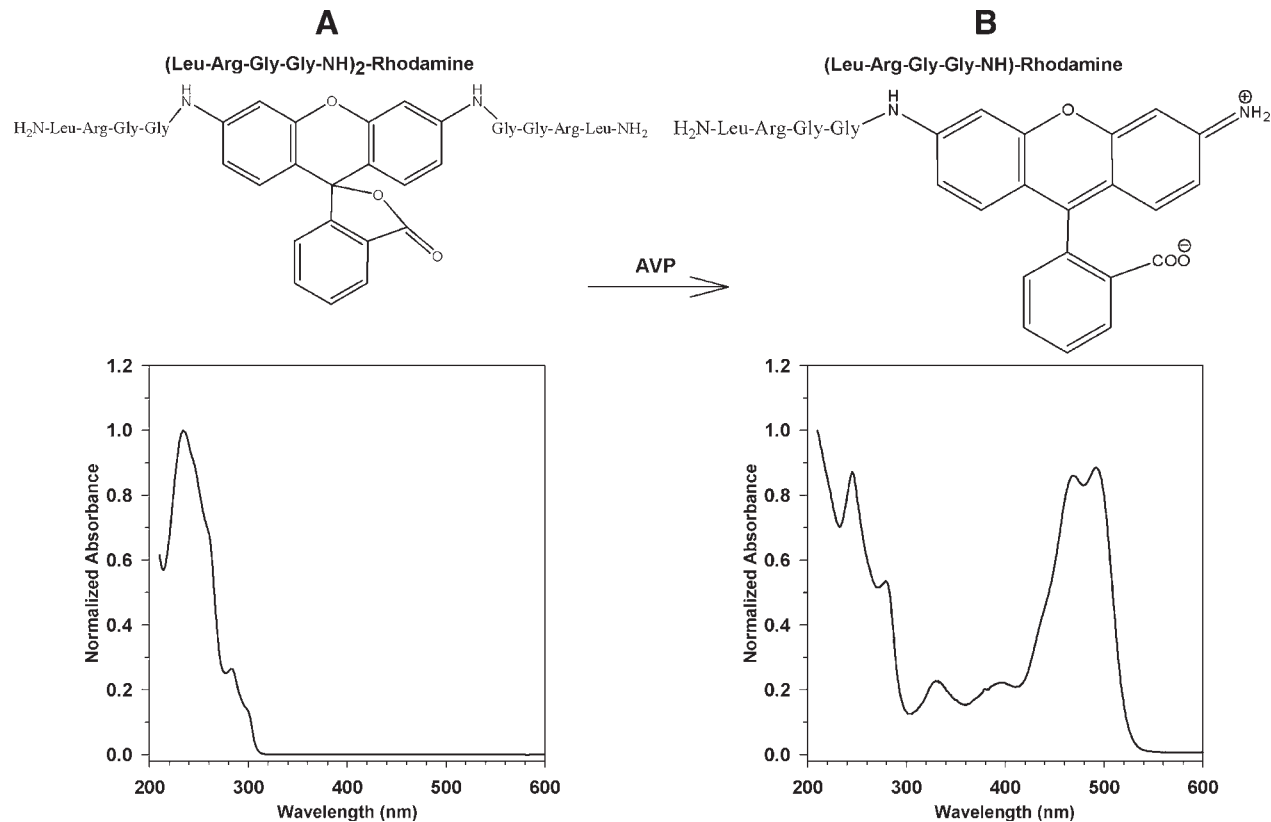 A
B
(Leu-Arg-Gly-Gly-NH)2-Rhodamine
(Leu-Arg-Gly-Gly-NH)-Rhodamine
H
N
O
H
N
H2N-Leu-Arg-Gly-Gly
Gly-Gly-Arg-Leu-NH2
O
O
H
N
O
⊕
NH2
H2N-Leu-Arg-Gly-Gly
COO
⊖
AVP
1.2
1.0
0.8
0.6
0.4
0.2
0.0
Normalized Absorbance
200 300 400 500 600
Wavelength (nm)
1.2
1.0
0.8
0.6
0.4
0.2
0.0
Normalized Absorbance
200 300 400 500 600
Wavelength (nm)